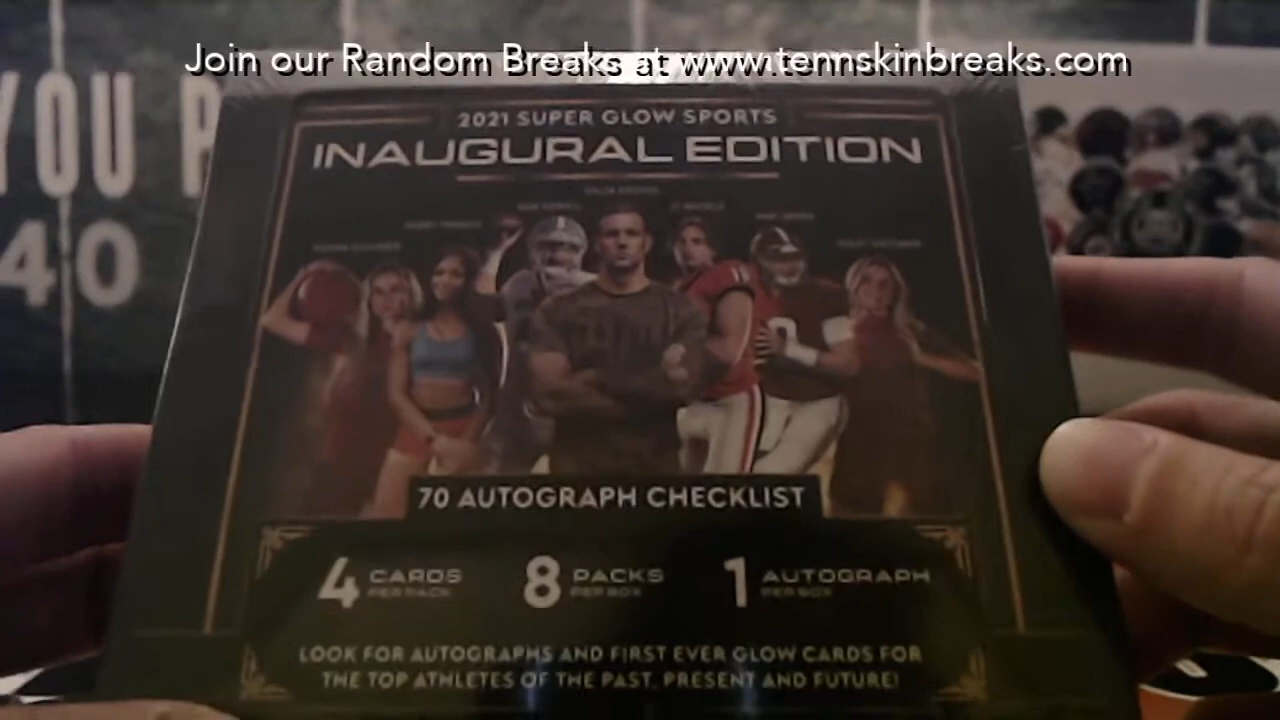 Join our Random Breaks at www.tennskinbreaks.com
YOU
40
2021 SUPER GLOW SPORTS
INAUGURAL EDITION
70 AUTOGRAPH CHECKLIST
4 CARDS PER PACK
8 PACKS PER BOX
1 AUTOGRAPH PER BOX
LOOK FOR AUTOGRAPHS AND FIRST EVER GLOW CARDS FOR
THE TOP ATHLETES OF THE PAST, PRESENT AND FUTURE!